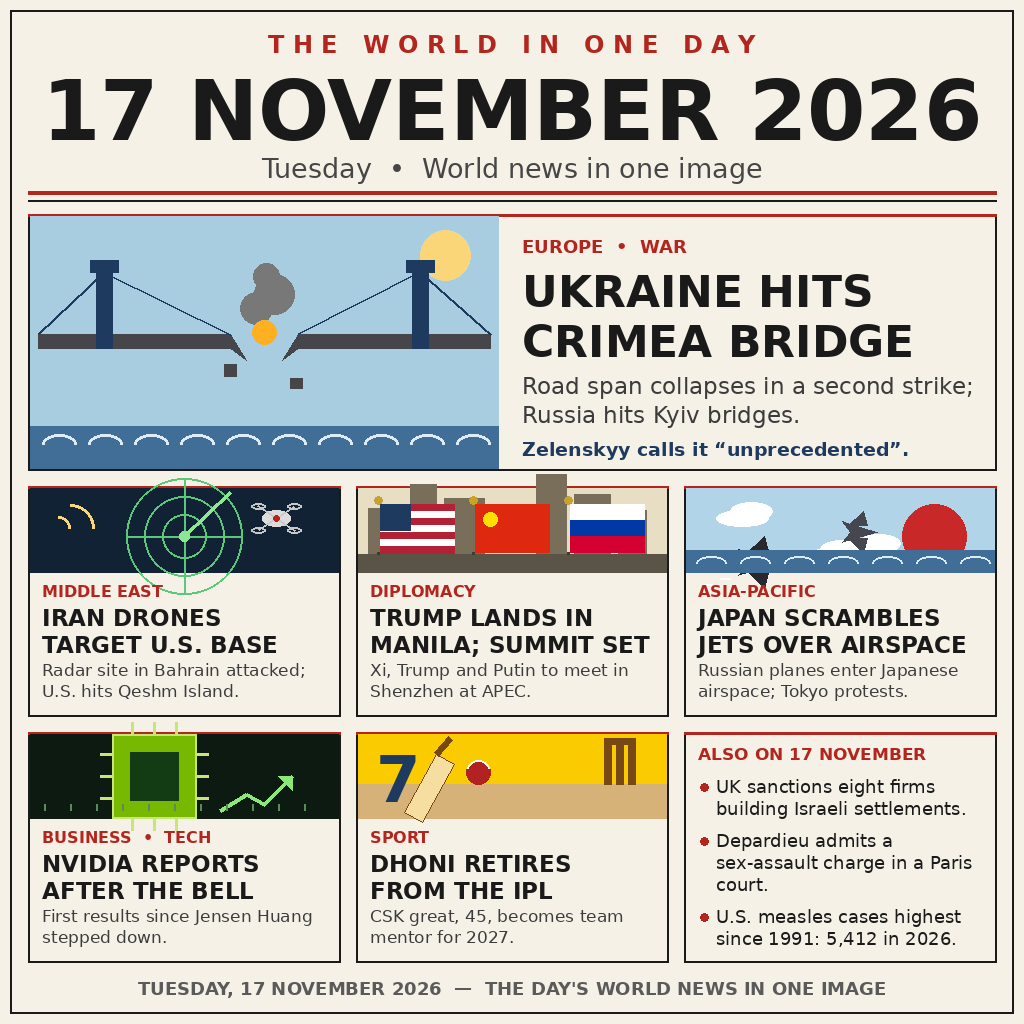 THE WORLD IN ONE DAY
17 NOVEMBER 2026
Tuesday • World news in one image
EUROPE • WAR
UKRAINE HITS
CRIMEA BRIDGE
Road span collapses in a second strike;
Russia hits Kyiv bridges.
Zelenskyy calls it “unprecedented”.
MIDDLE EAST
IRAN DRONES
TARGET U.S. BASE
Radar site in Bahrain attacked;
U.S. hits Qeshm Island.
DIPLOMACY
TRUMP LANDS IN
MANILA; SUMMIT SET
Xi, Trump and Putin to meet in
Shenzhen at APEC.
ASIA-PACIFIC
JAPAN SCRAMBLES
JETS OVER AIRSPACE
Russian planes enter Japanese
airspace; Tokyo protests.
BUSINESS • TECH
NVIDIA REPORTS
AFTER THE BELL
First results since Jensen Huang
stepped down.
7
SPORT
DHONI RETIRES
FROM THE IPL
CSK great, 45, becomes team
mentor for 2027.
ALSO ON 17 NOVEMBER
• UK sanctions eight firms
building Israeli settlements.
• Depardieu admits a
sex-assault charge in a Paris
court.
• U.S. measles cases highest
since 1991: 5,412 in 2026.
TUESDAY, 17 NOVEMBER 2026 — THE DAY'S WORLD NEWS IN ONE IMAGE